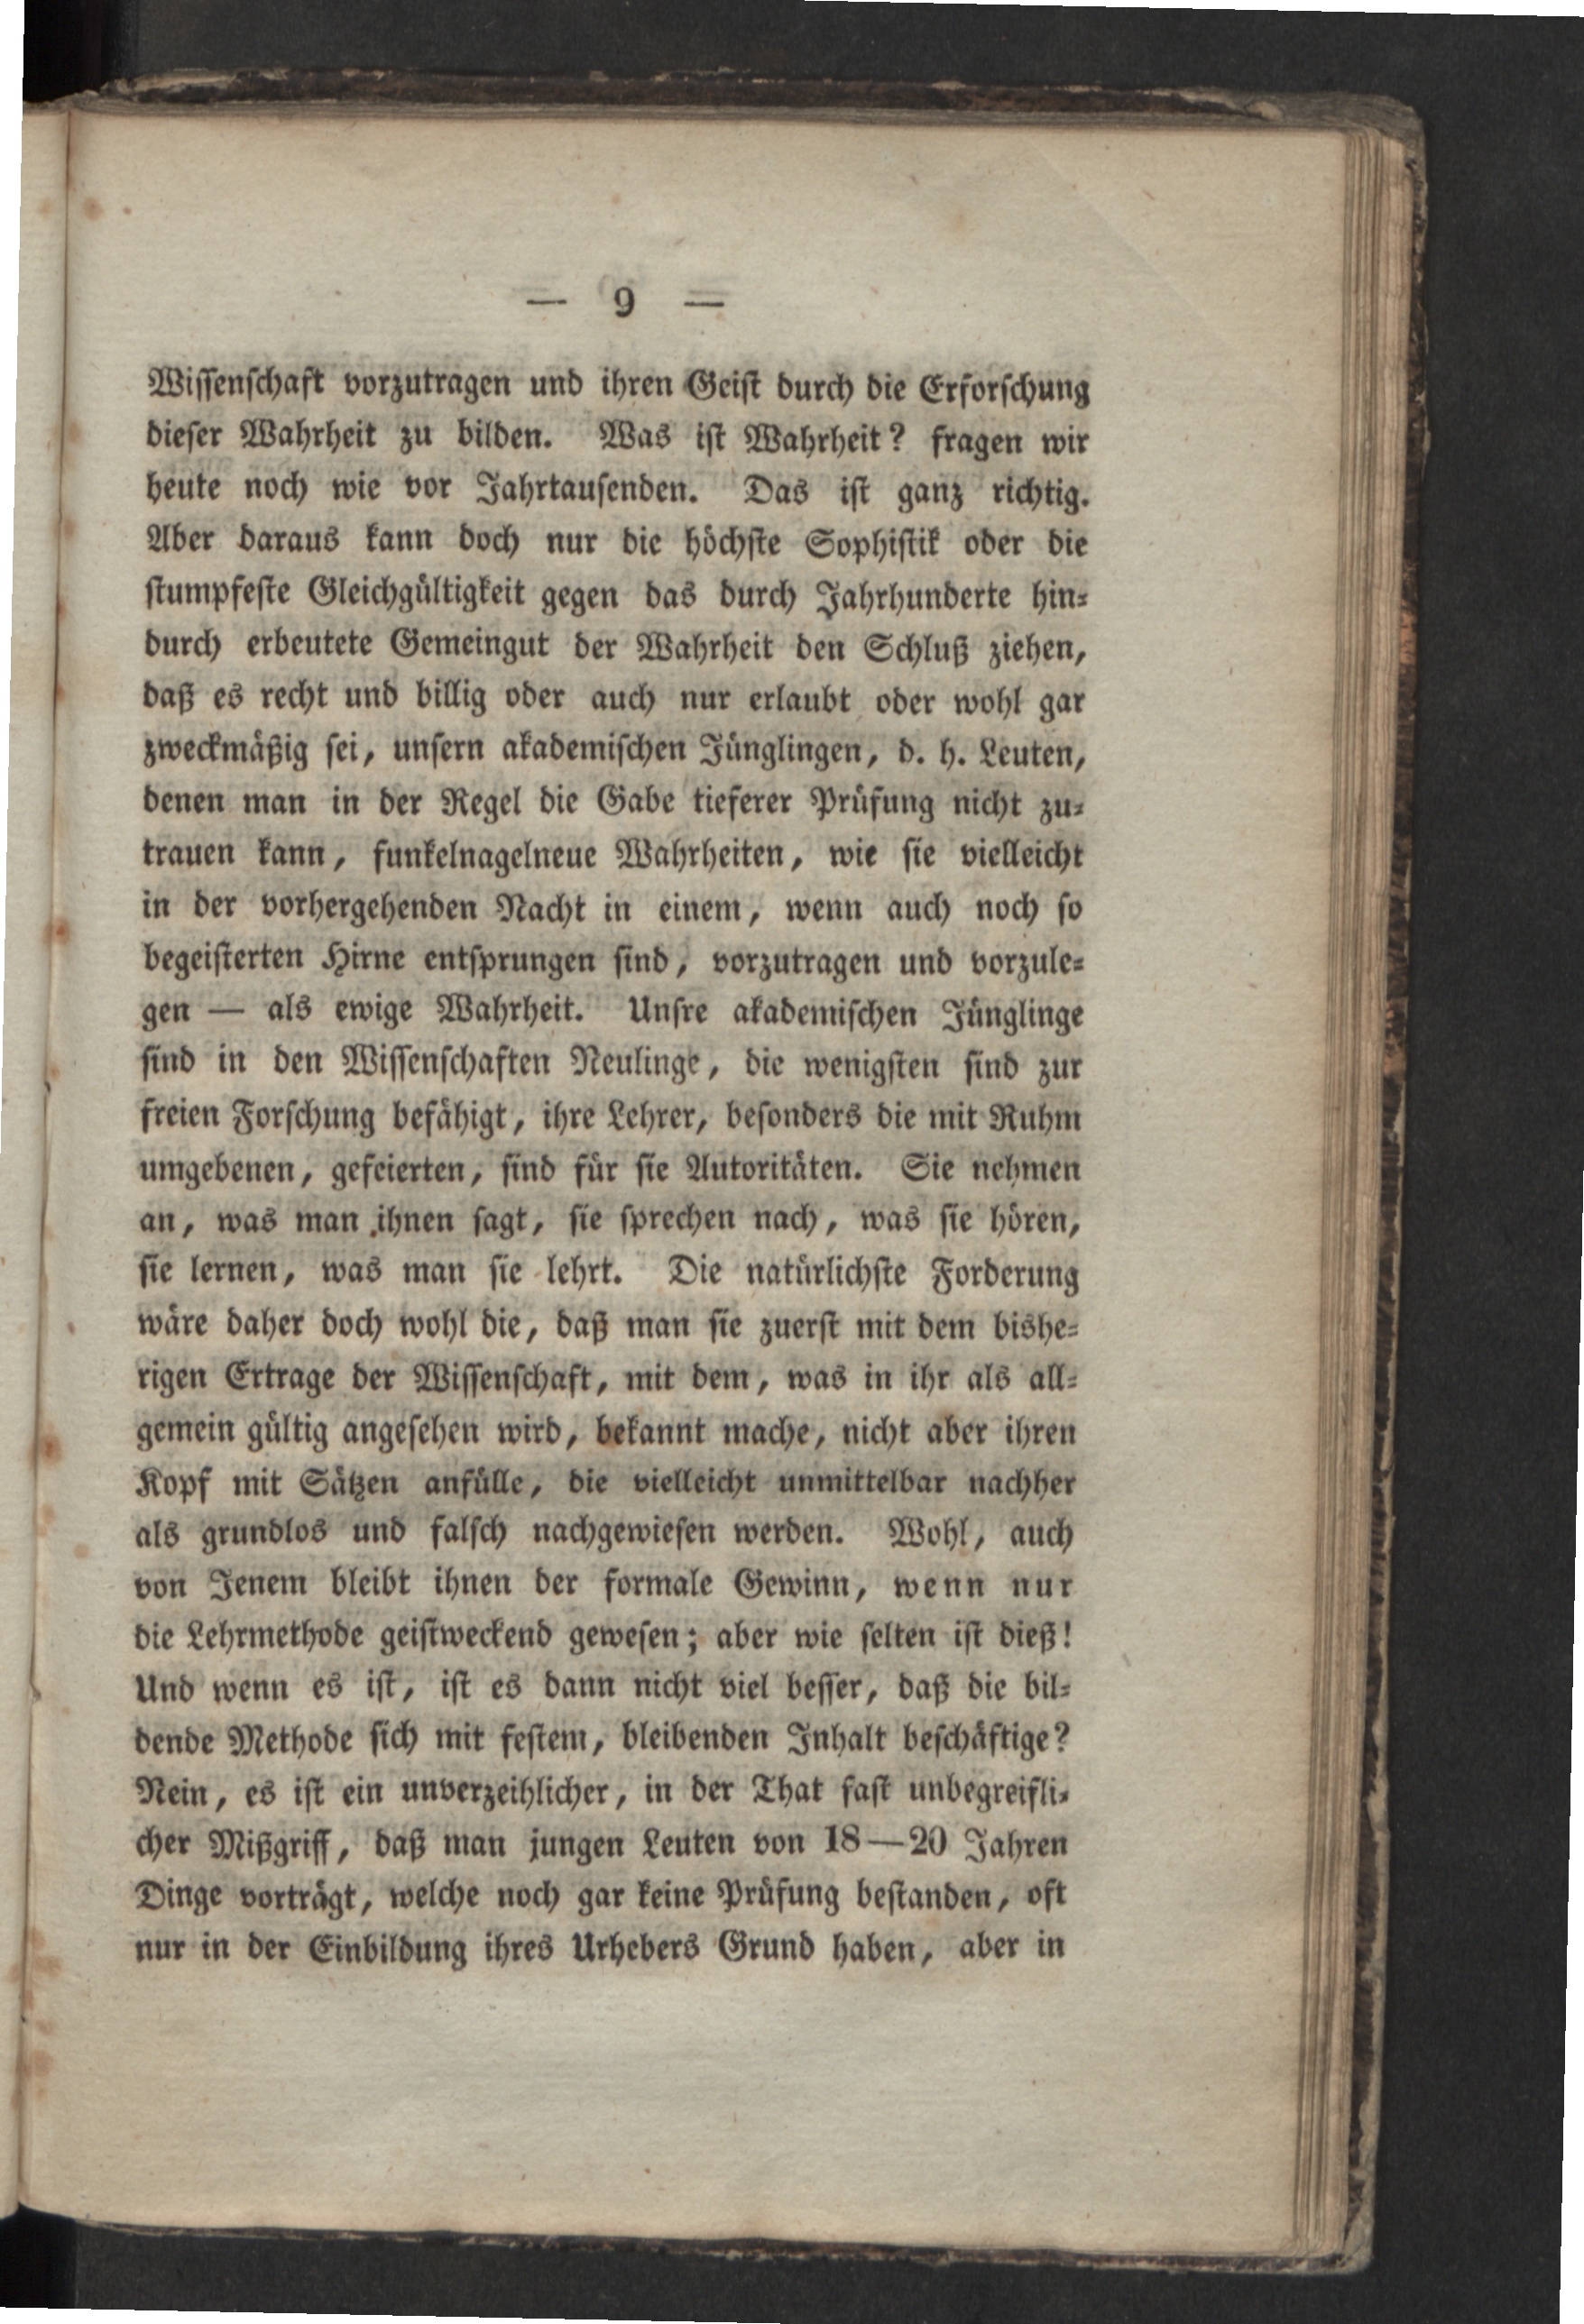 — 9 —
Wissenschaft vorzutragen und ihren Geist durch die Erforschung
dieser Wahrheit zu bilden. Was ist Wahrheit? fragen wir
heute noch wie vor Jahrtausenden. Das ist ganz richtig.
Aber daraus kann doch nur die höchste Sophistik oder die
stumpfeste Gleichgültigkeit gegen das durch Jahrhunderte hin-
durch erbeutete Gemeingut der Wahrheit den Schluß ziehen,
daß es recht und billig oder auch nur erlaubt oder wohl gar
zweckmäßig sei, unsern akademischen Jünglingen, d. h. Leuten,
denen man in der Regel die Gabe tieferer Prüfung nicht zu-
trauen kann, funkelnagelneue Wahrheiten, wie sie vielleicht
in der vorhergehenden Nacht in einem, wenn auch noch so
begeisterten Hirne entsprungen sind, vorzutragen und vorzule-
gen — als ewige Wahrheit. Unsre akademischen Jünglinge
sind in den Wissenschaften Neulinge, die wenigsten sind zur
freien Forschung befähigt, ihre Lehrer, besonders die mit Ruhm
umgebenen, gefeierten, sind für sie Autoritäten. Sie nehmen
an, was man ihnen sagt, sie sprechen nach, was sie hören,
sie lernen, was man sie lehrt. Die natürlichste Forderung
wäre daher doch wohl die, daß man sie zuerst mit dem bishe-
rigen Ertrage der Wissenschaft, mit dem, was in ihr als all-
gemein gültig angesehen wird, bekannt mache, nicht aber ihren
Kopf mit Sätzen anfülle, die vielleicht unmittelbar nachher
als grundlos und falsch nachgewiesen werden. Wohl, auch
von Jenem bleibt ihnen der formale Gewinn, wenn nur
die Lehrmethode geistweckend gewesen; aber wie selten ist dieß!
Und wenn es ist, ist es dann nicht viel besser, daß die bil-
dende Methode sich mit festem, bleibenden Inhalt beschäftige?
Nein, es ist ein unverzeihlicher, in der That fast unbegreifli-
cher Mißgriff, daß man jungen Leuten von 18—20 Jahren
Dinge vorträgt, welche noch gar keine Prüfung bestanden, oft
nur in der Einbildung ihres Urhebers Grund haben, aber in